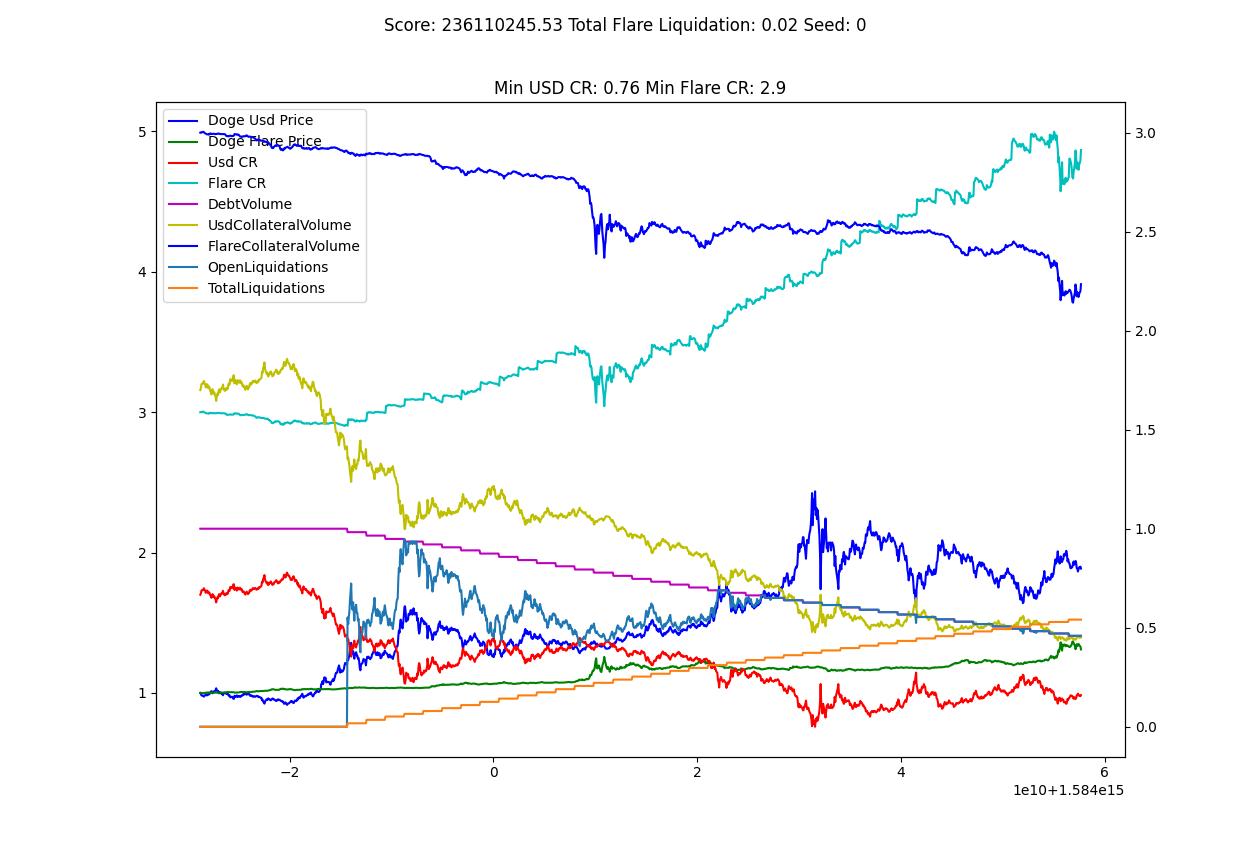 Score: 236110245.53 Total Flare Liquidation: 0.02 Seed: 0
Min USD CR: 0.76 Min Flare CR: 2.9
Doge Usd Price
Doge Flare Price
Usd CR
Flare CR
DebtVolume
UsdCollateralVolume
FlareCollateralVolume
OpenLiquidations
TotalLiquidations
5
4
3
2
1
3.0
2.5
2.0
1.5
1.0
0.5
0.0
−2
0
2
4
6
1e10+1.584e15